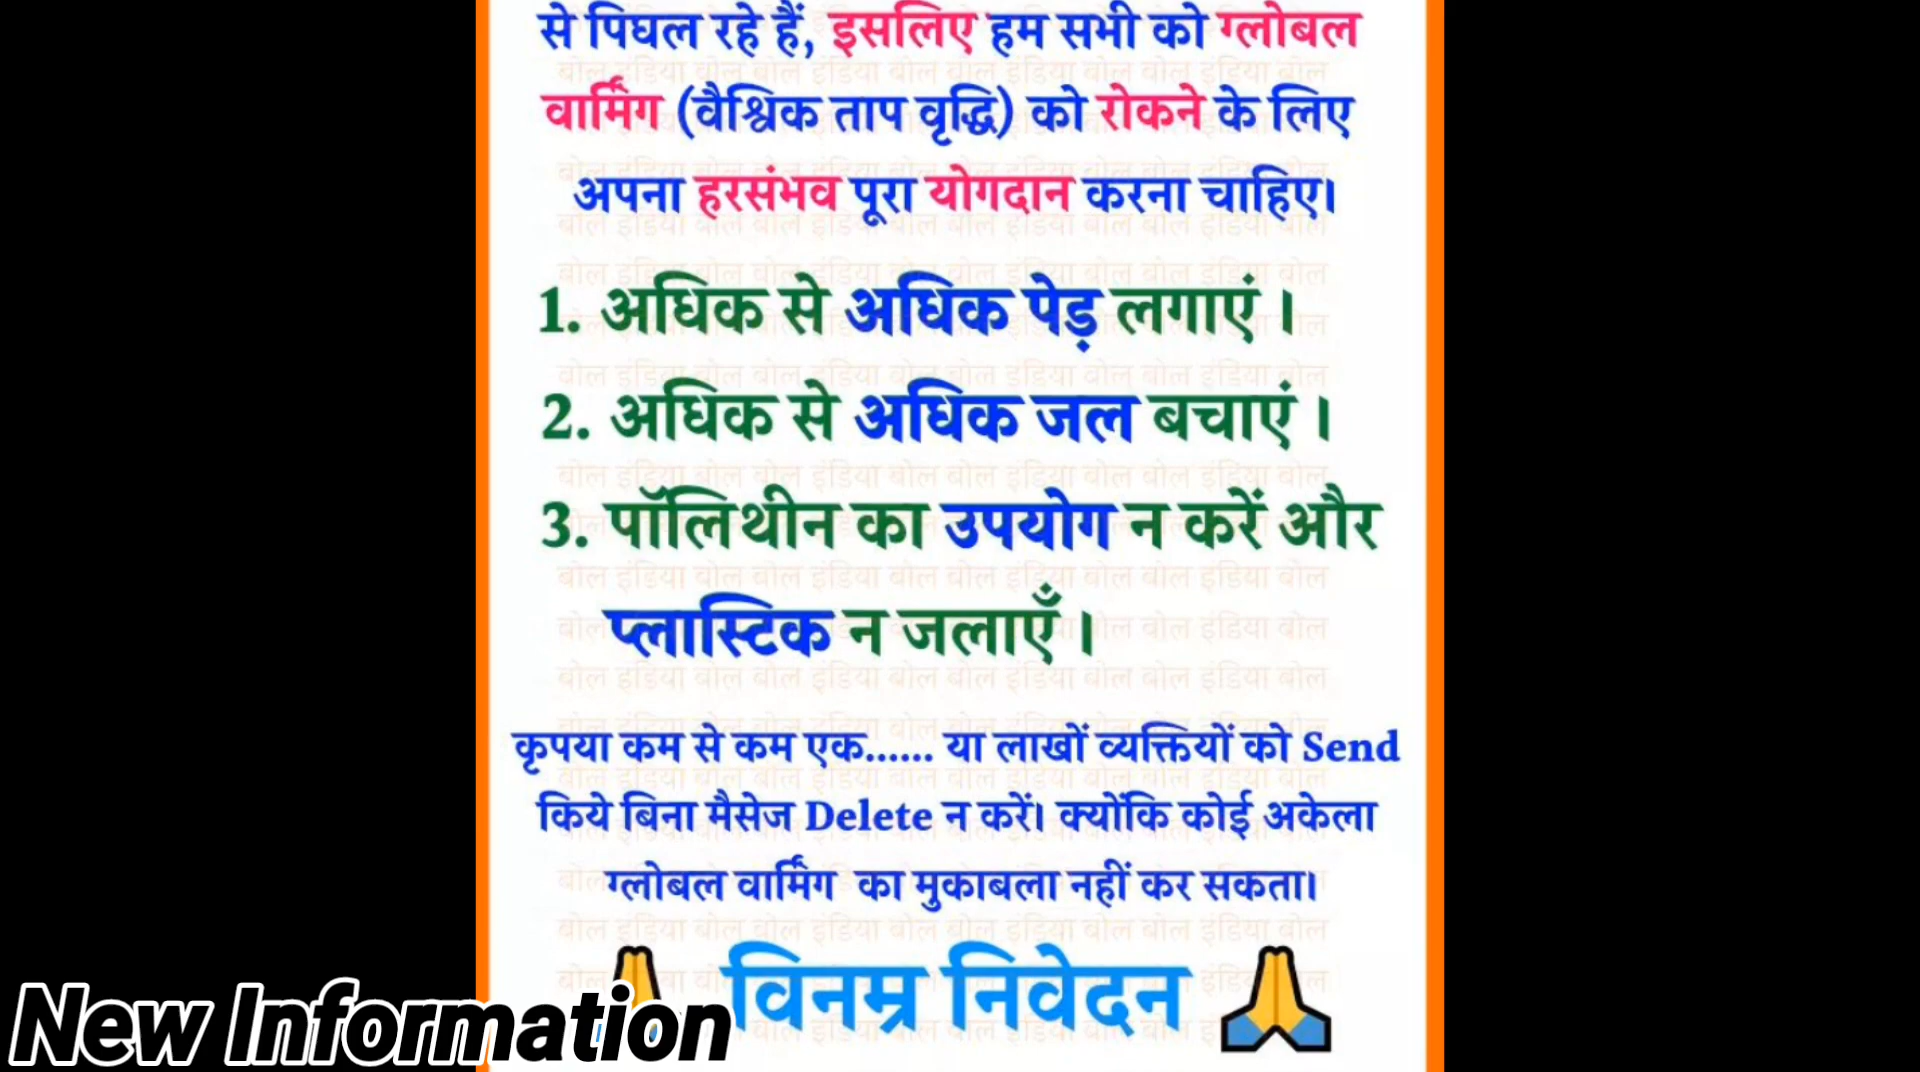 से पिघल रहे हैं, इसलिए हम सभी को ग्लोबल
वार्मिंग (वैश्विक ताप वृद्धि) को रोकने के लिए
अपना हरसंभव पूरा योगदान करना चाहिए।
1. अधिक से अधिक पेड़ लगाएं ।
2. अधिक से अधिक जल बचाएं ।
3. पॉलिथीन का उपयोग न करें और
प्लास्टिक न जलाएँ ।
कृपया कम से कम एक...... या लाखों व्यक्तियों को Send
किये बिना मैसेज Delete न करें। क्योंकि कोई अकेला
ग्लोबल वार्मिंग का मुकाबला नहीं कर सकता।
🙏 विनम्र निवेदन 🙏
New Information